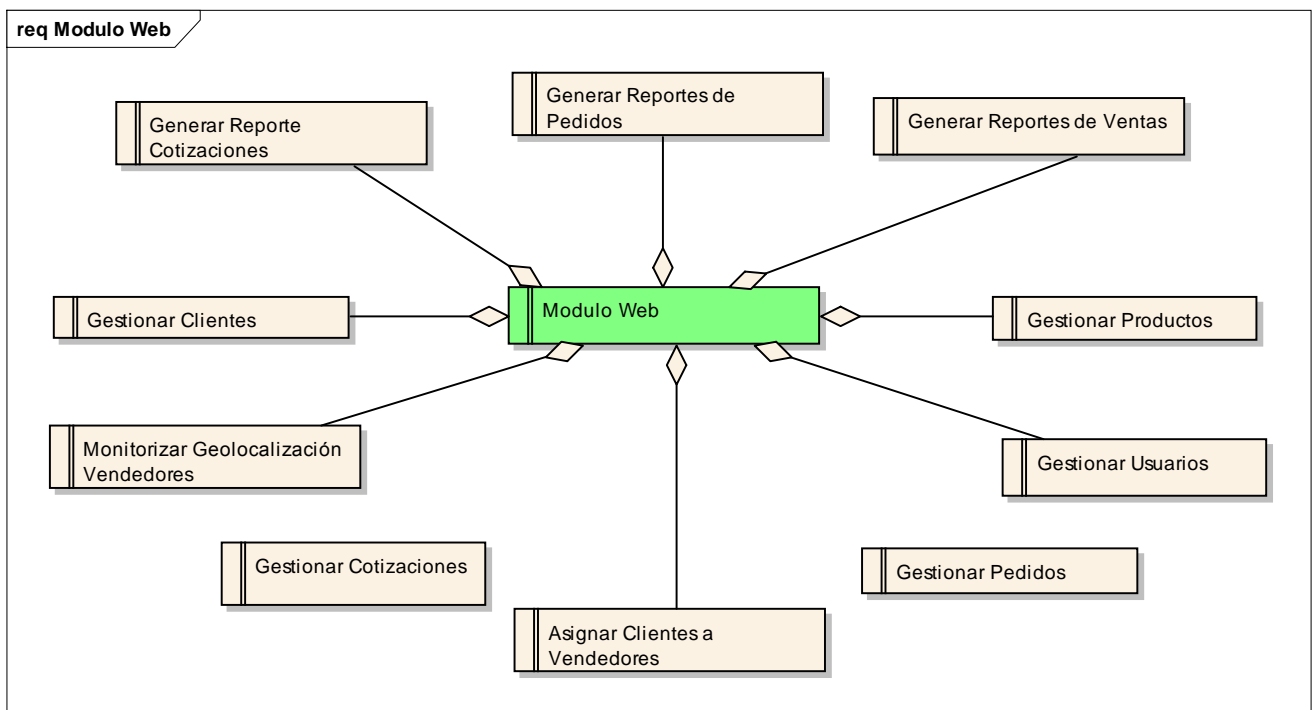 req Modulo Web
Generar Reporte
Cotizaciones
Generar Reportes de
Pedidos
Generar Reportes de Ventas
Gestionar Clientes
Modulo Web
Gestionar Productos
Monitorizar Geolocalización
Vendedores
Gestionar Usuarios
Gestionar Cotizaciones
Gestionar Pedidos
Asignar Clientes a
Vendedores